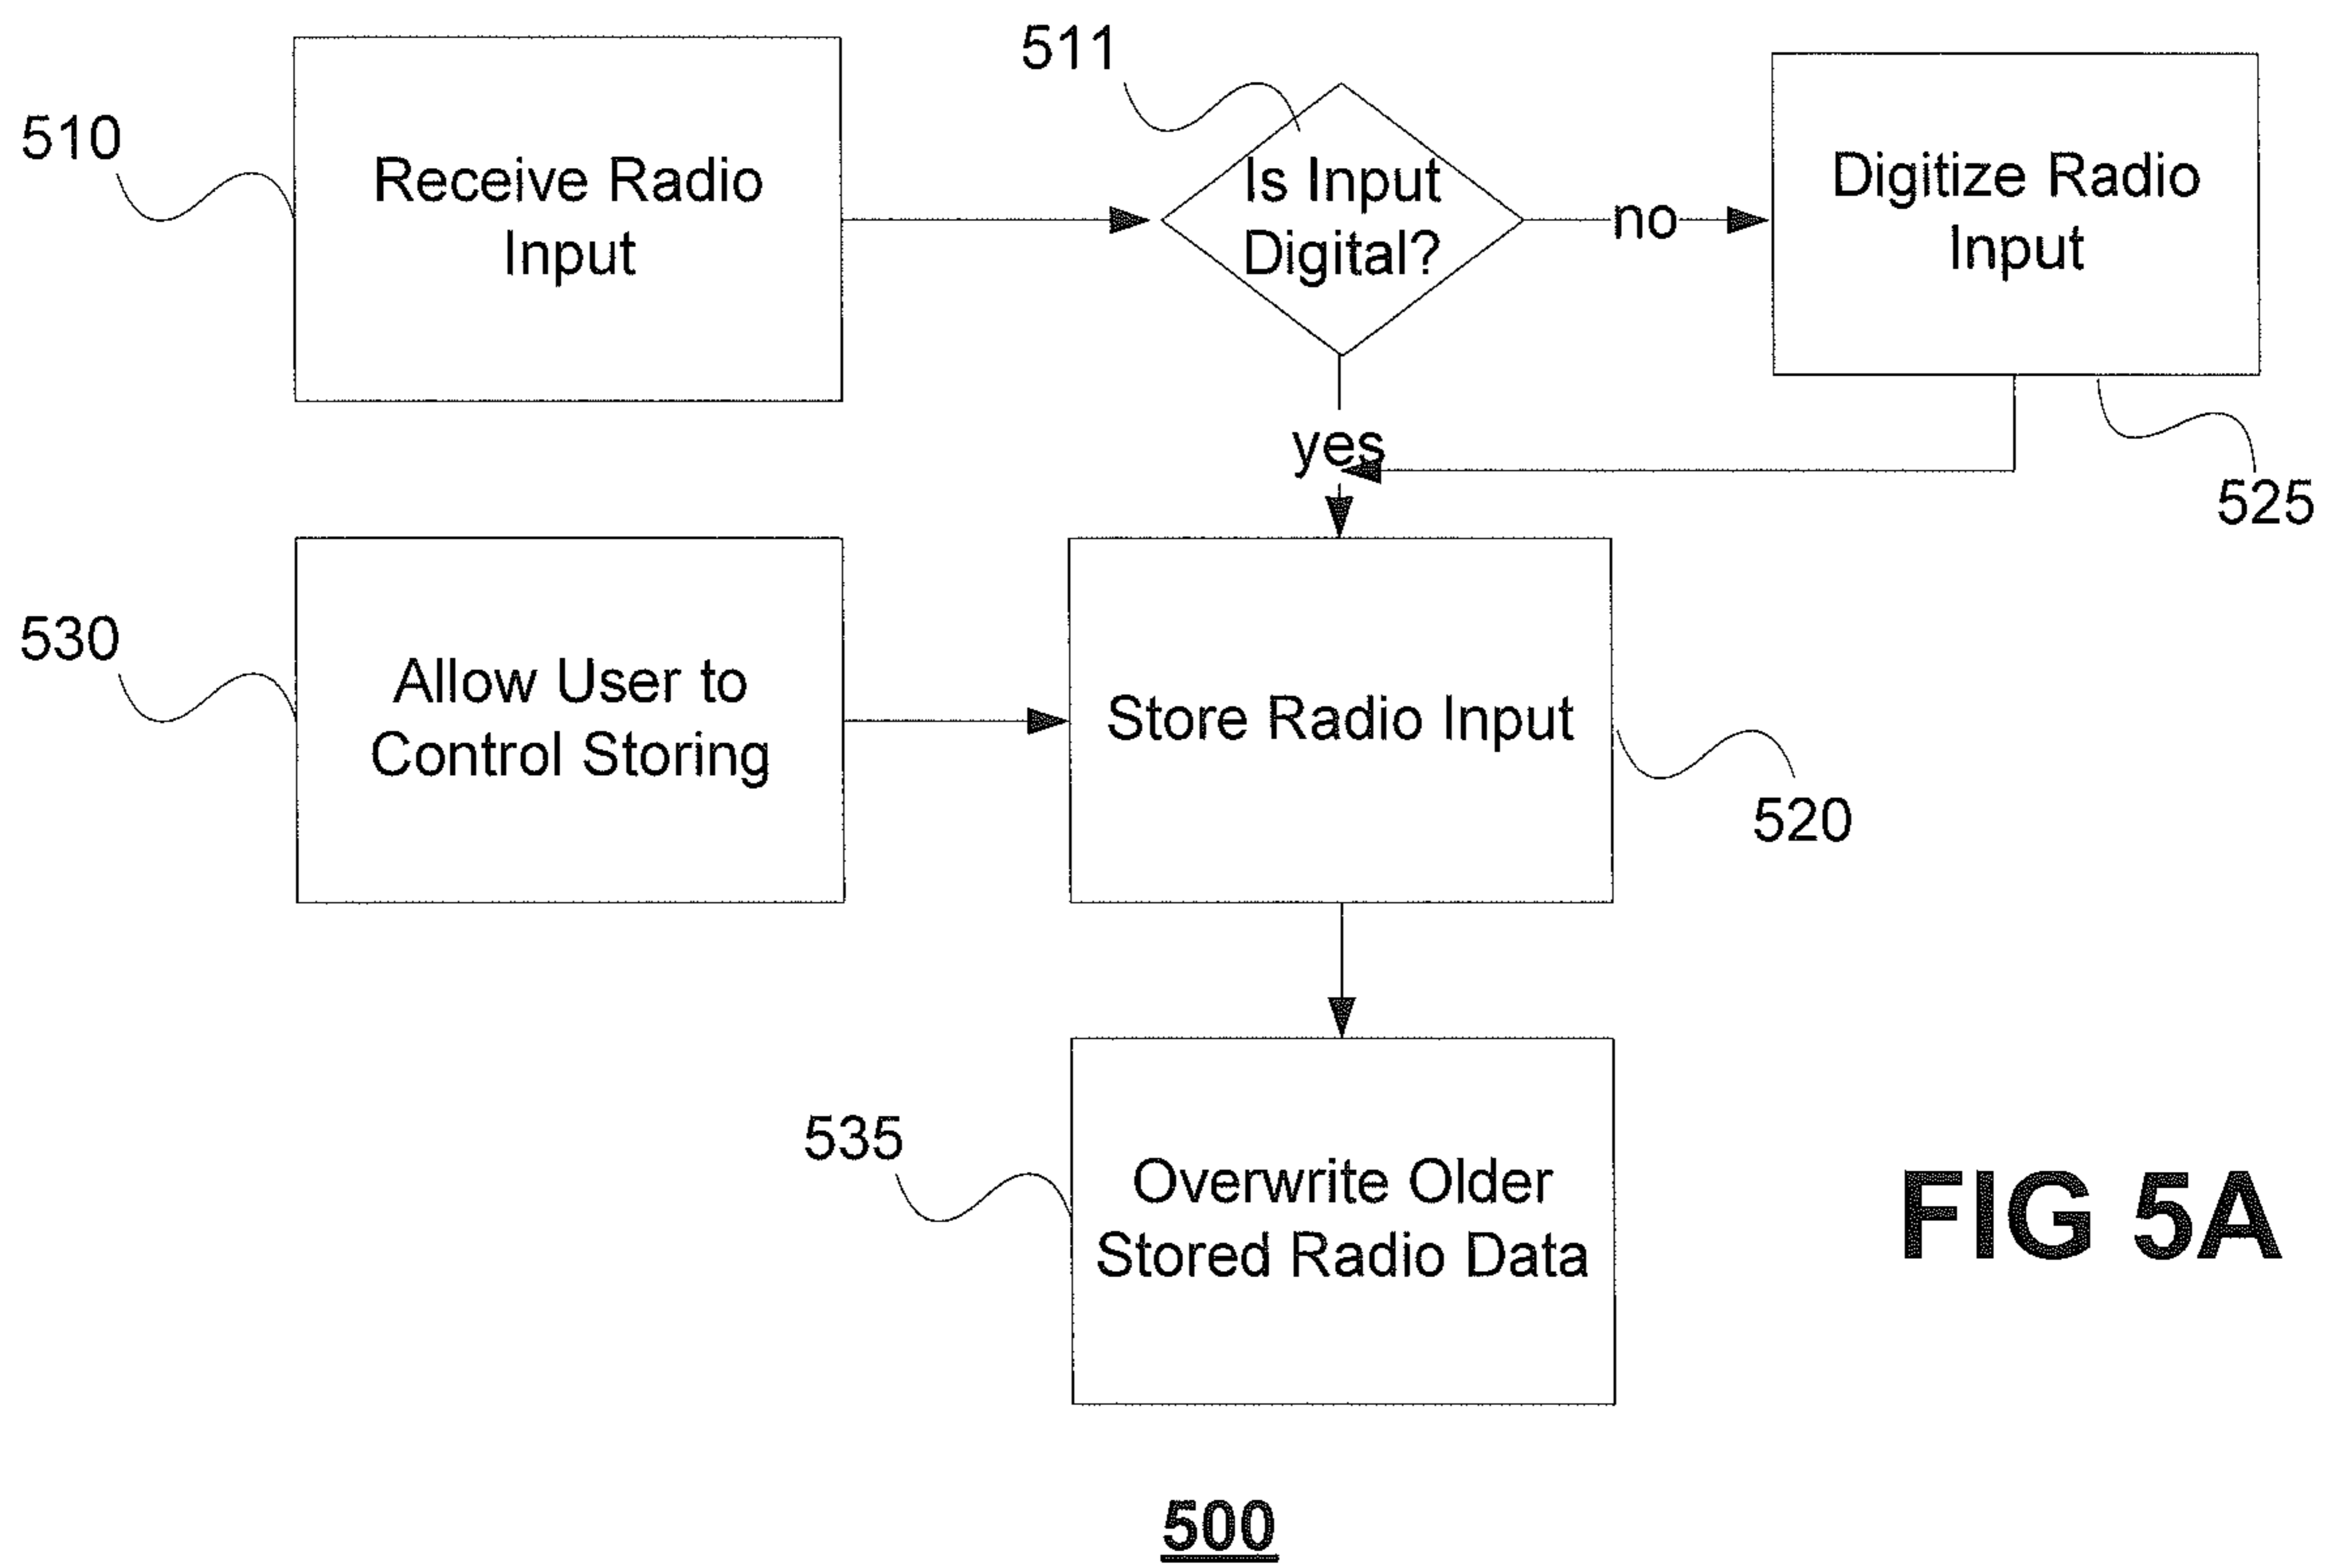 511
510
Receive Radio
Input
Is Input
Digital?
no
Digitize Radio
Input
yes
525
530
Allow User to
Control Storing
Store Radio Input
520
535
Overwrite Older
Stored Radio Data
FIG 5A
500